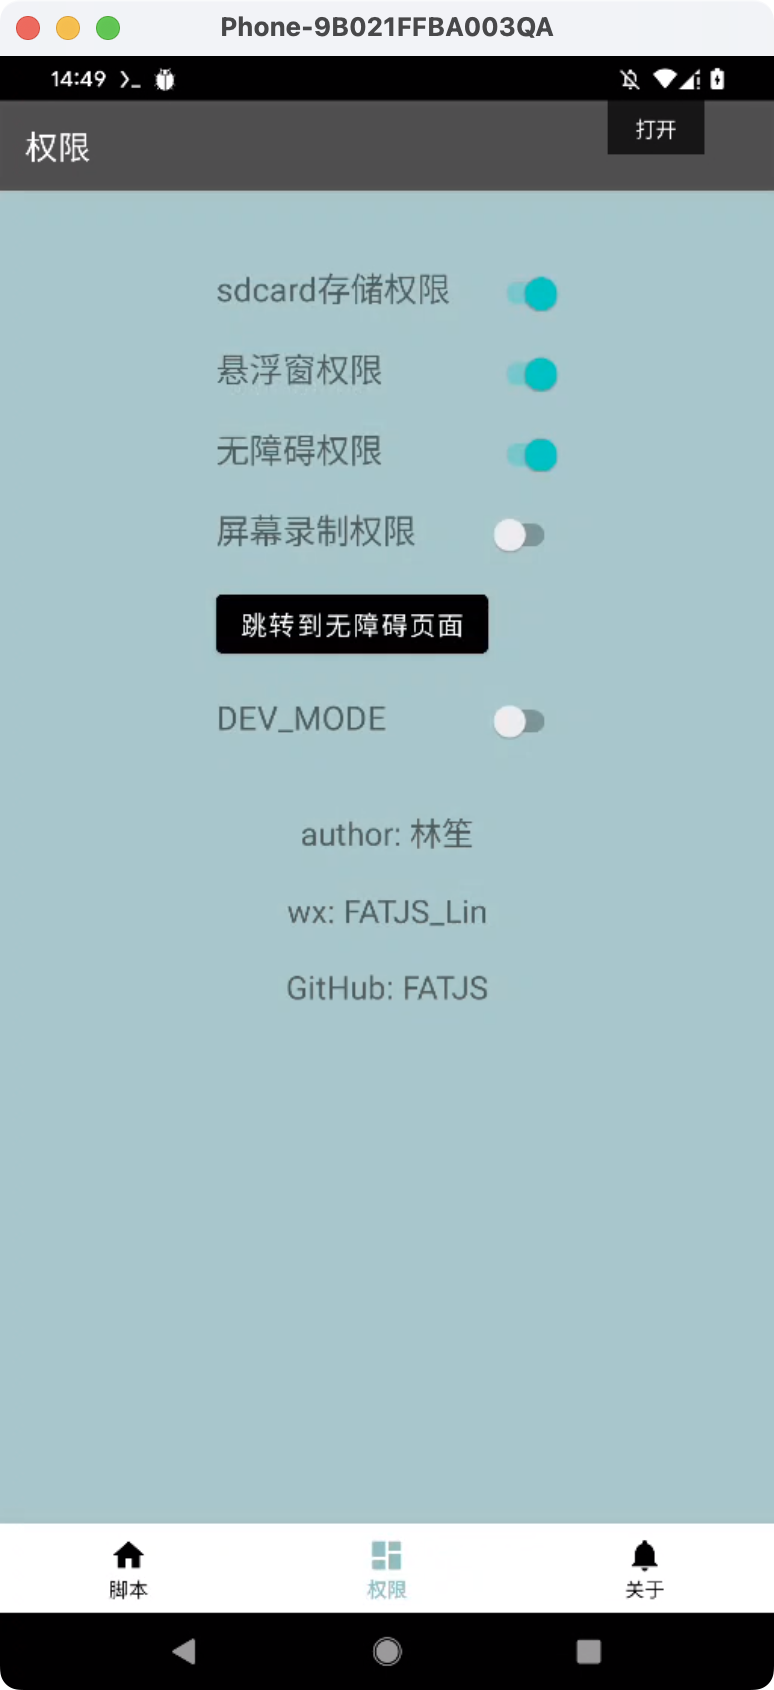 Phone-9B021FFBA003QA
14:49
权限
打开
sdcard存储权限
悬浮窗权限
无障碍权限
屏幕录制权限
跳转到无障碍页面
DEV_MODE
author: 林笙
wx: FATJS_Lin
GitHub: FATJS
脚本
权限
关于